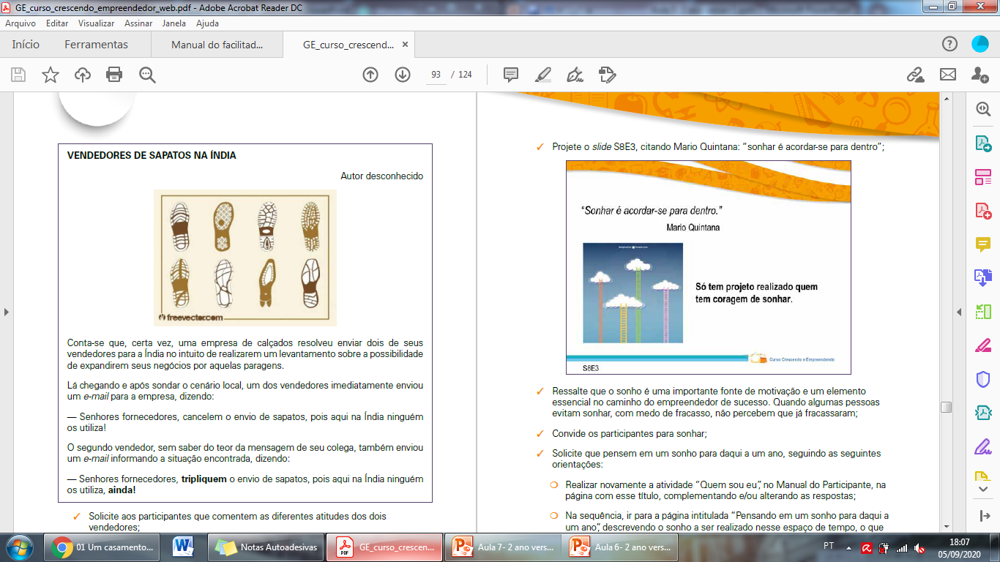 GE_curso_crescendo_empreendedor_web.pdf - Adobe Acrobat Reader DC
Arquivo Editar Visualizar Assinar Janela Ajuda
Início Ferramentas Manual do facilitad... GE_curso_crescend... ×
93 / 124
VENDEDORES DE SAPATOS NA ÍNDIA
Autor desconhecido
freevector.com
Conta-se que, certa vez, uma empresa de calçados resolveu enviar dois de seus
vendedores para a Índia no intuito de realizarem um levantamento sobre a possibilidade
de expandirem seus negócios por aquelas paragens.
Lá chegando e após sondar o cenário local, um dos vendedores imediatamente enviou
um e-mail para a empresa, dizendo:
— Senhores fornecedores, cancelem o envio de sapatos, pois aqui na Índia ninguém
os utiliza!
O segundo vendedor, sem saber do teor da mensagem de seu colega, também enviou
um e-mail informando a situação encontrada, dizendo:
— Senhores fornecedores, tripliquem o envio de sapatos, pois aqui na Índia ninguém
os utiliza, ainda!
✓ Solicite aos participantes que comentem as diferentes atitudes dos dois
vendedores;
✓ Projete o slide S8E3, citando Mario Quintana: “sonhar é acordar-se para dentro”;
“Sonhar é acordar-se para dentro.”
Mario Quintana
Só tem projeto realizado quem
tem coragem de sonhar.
Curso Crescendo e Empreendendo
S8E3
✓ Ressalte que o sonho é uma importante fonte de motivação e um elemento
essencial no caminho do empreendedor de sucesso. Quando algumas pessoas
evitam sonhar, com medo de fracasso, não percebem que já fracassaram;
✓ Convide os participantes para sonhar;
✓ Solicite que pensem em um sonho para daqui a um ano, seguindo as seguintes
orientações:
Realizar novamente a atividade “Quem sou eu”, no Manual do Participante, na
página com esse título, complementando e/ou alterando as respostas;
Na sequência, ir para a página intitulada “Pensando em um sonho para daqui a
um ano”, descrevendo o sonho a ser realizado nesse espaço de tempo, o que
01 Um casamento... Notas Autoadesivas GE_curso_crescen... Aula 7- 2 ano vers... Aula 6- 2 ano vers... PT 18:07
05/09/2020